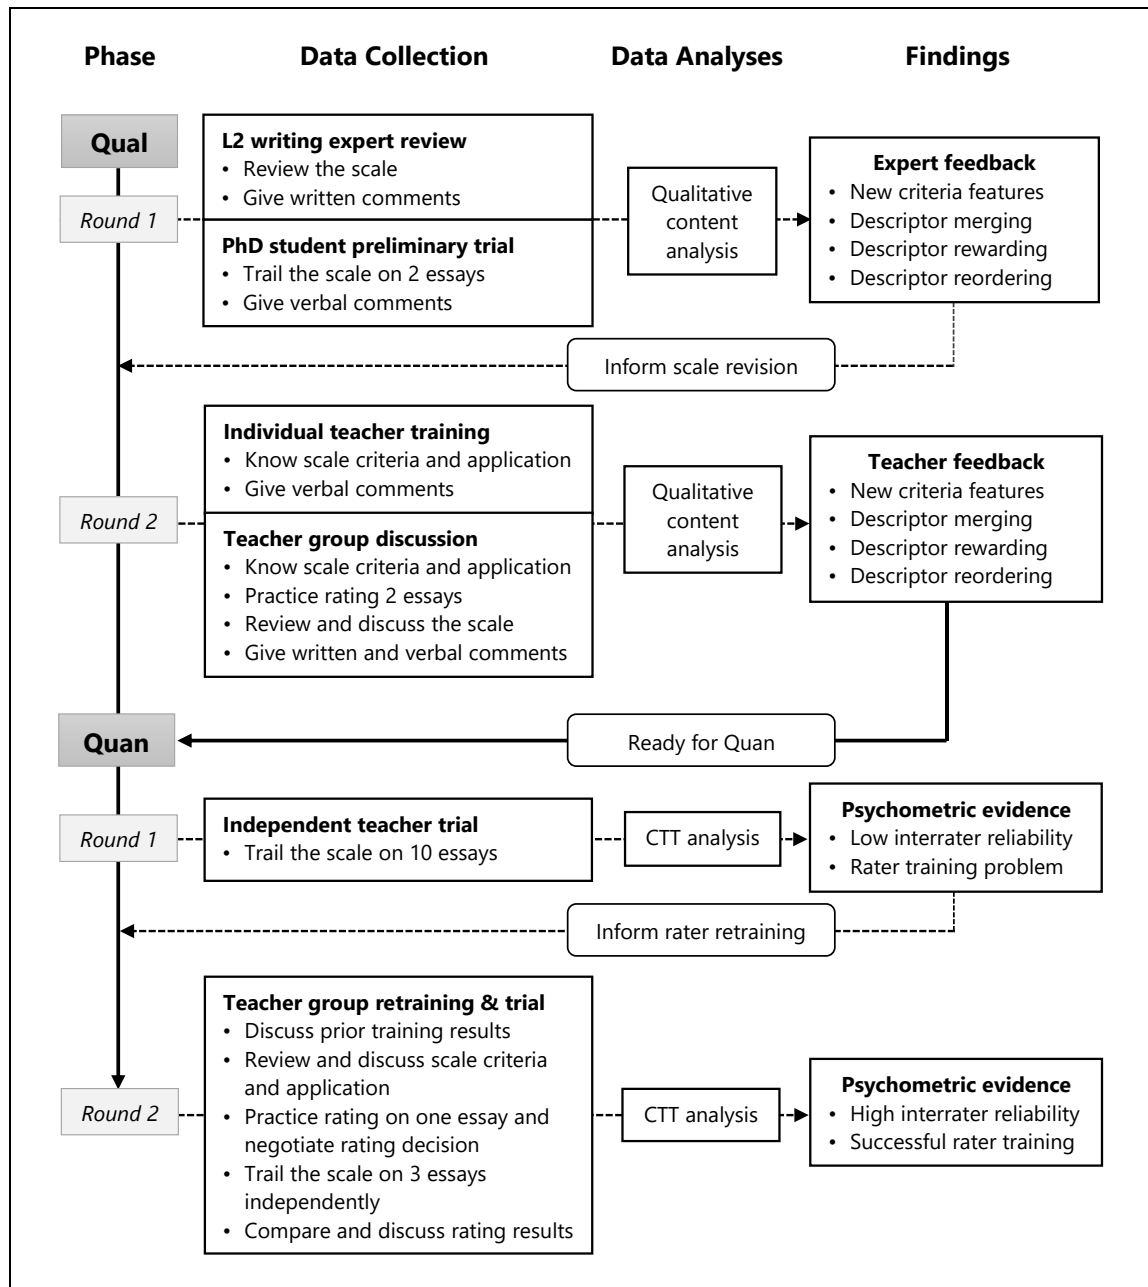 Phase
Data Collection
Data Analyses
Findings
Qual
Round 1
L2 writing expert review
• Review the scale
• Give written comments
PhD student preliminary trial
• Trail the scale on 2 essays
• Give verbal comments
Qualitative
content
analysis
Expert feedback
• New criteria features
• Descriptor merging
• Descriptor rewarding
• Descriptor reordering
Inform scale revision
Round 2
Individual teacher training
• Know scale criteria and application
• Give verbal comments
Teacher group discussion
• Know scale criteria and application
• Practice rating 2 essays
• Review and discuss the scale
• Give written and verbal comments
Qualitative
content
analysis
Teacher feedback
• New criteria features
• Descriptor merging
• Descriptor rewarding
• Descriptor reordering
Quan
Ready for Quan
Round 1
Independent teacher trial
• Trail the scale on 10 essays
CTT analysis
Psychometric evidence
• Low interrater reliability
• Rater training problem
Inform rater retraining
Round 2
Teacher group retraining & trial
• Discuss prior training results
• Review and discuss scale criteria
and application
• Practice rating on one essay and
negotiate rating decision
• Trail the scale on 3 essays
independently
• Compare and discuss rating results
CTT analysis
Psychometric evidence
• High interrater reliability
• Successful rater training